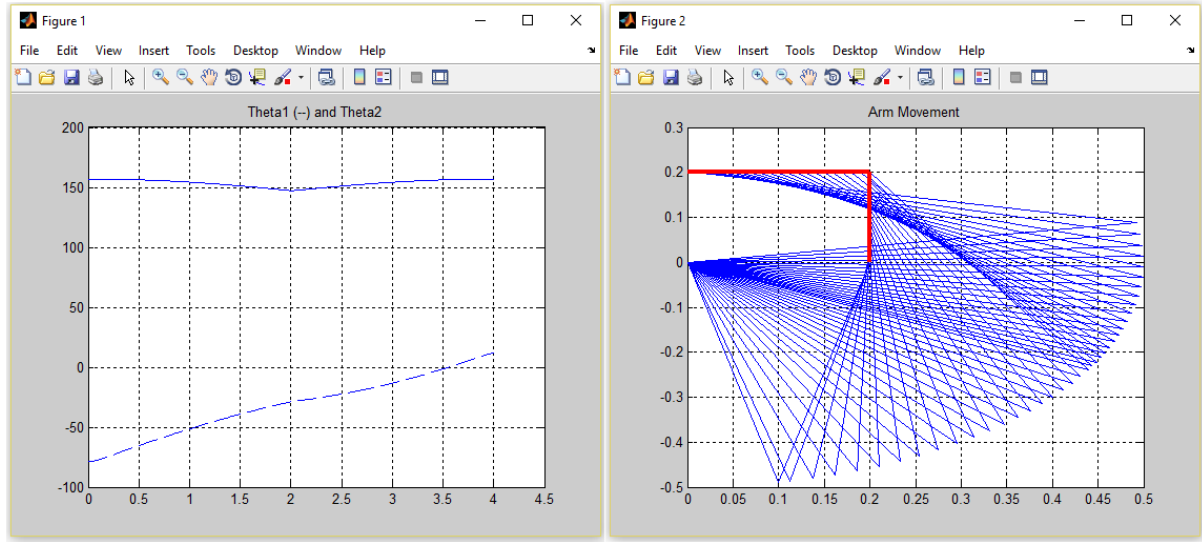 Figure 1
File Edit View Insert Tools Desktop Window Help
Theta1 (--) and Theta2
200
150
100
50
0
-50
-100
0 0.5 1 1.5 2 2.5 3 3.5 4 4.5
Figure 2
File Edit View Insert Tools Desktop Window Help
Arm Movement
0.3
0.2
0.1
0
-0.1
-0.2
-0.3
-0.4
-0.5
0 0.05 0.1 0.15 0.2 0.25 0.3 0.35 0.4 0.45 0.5